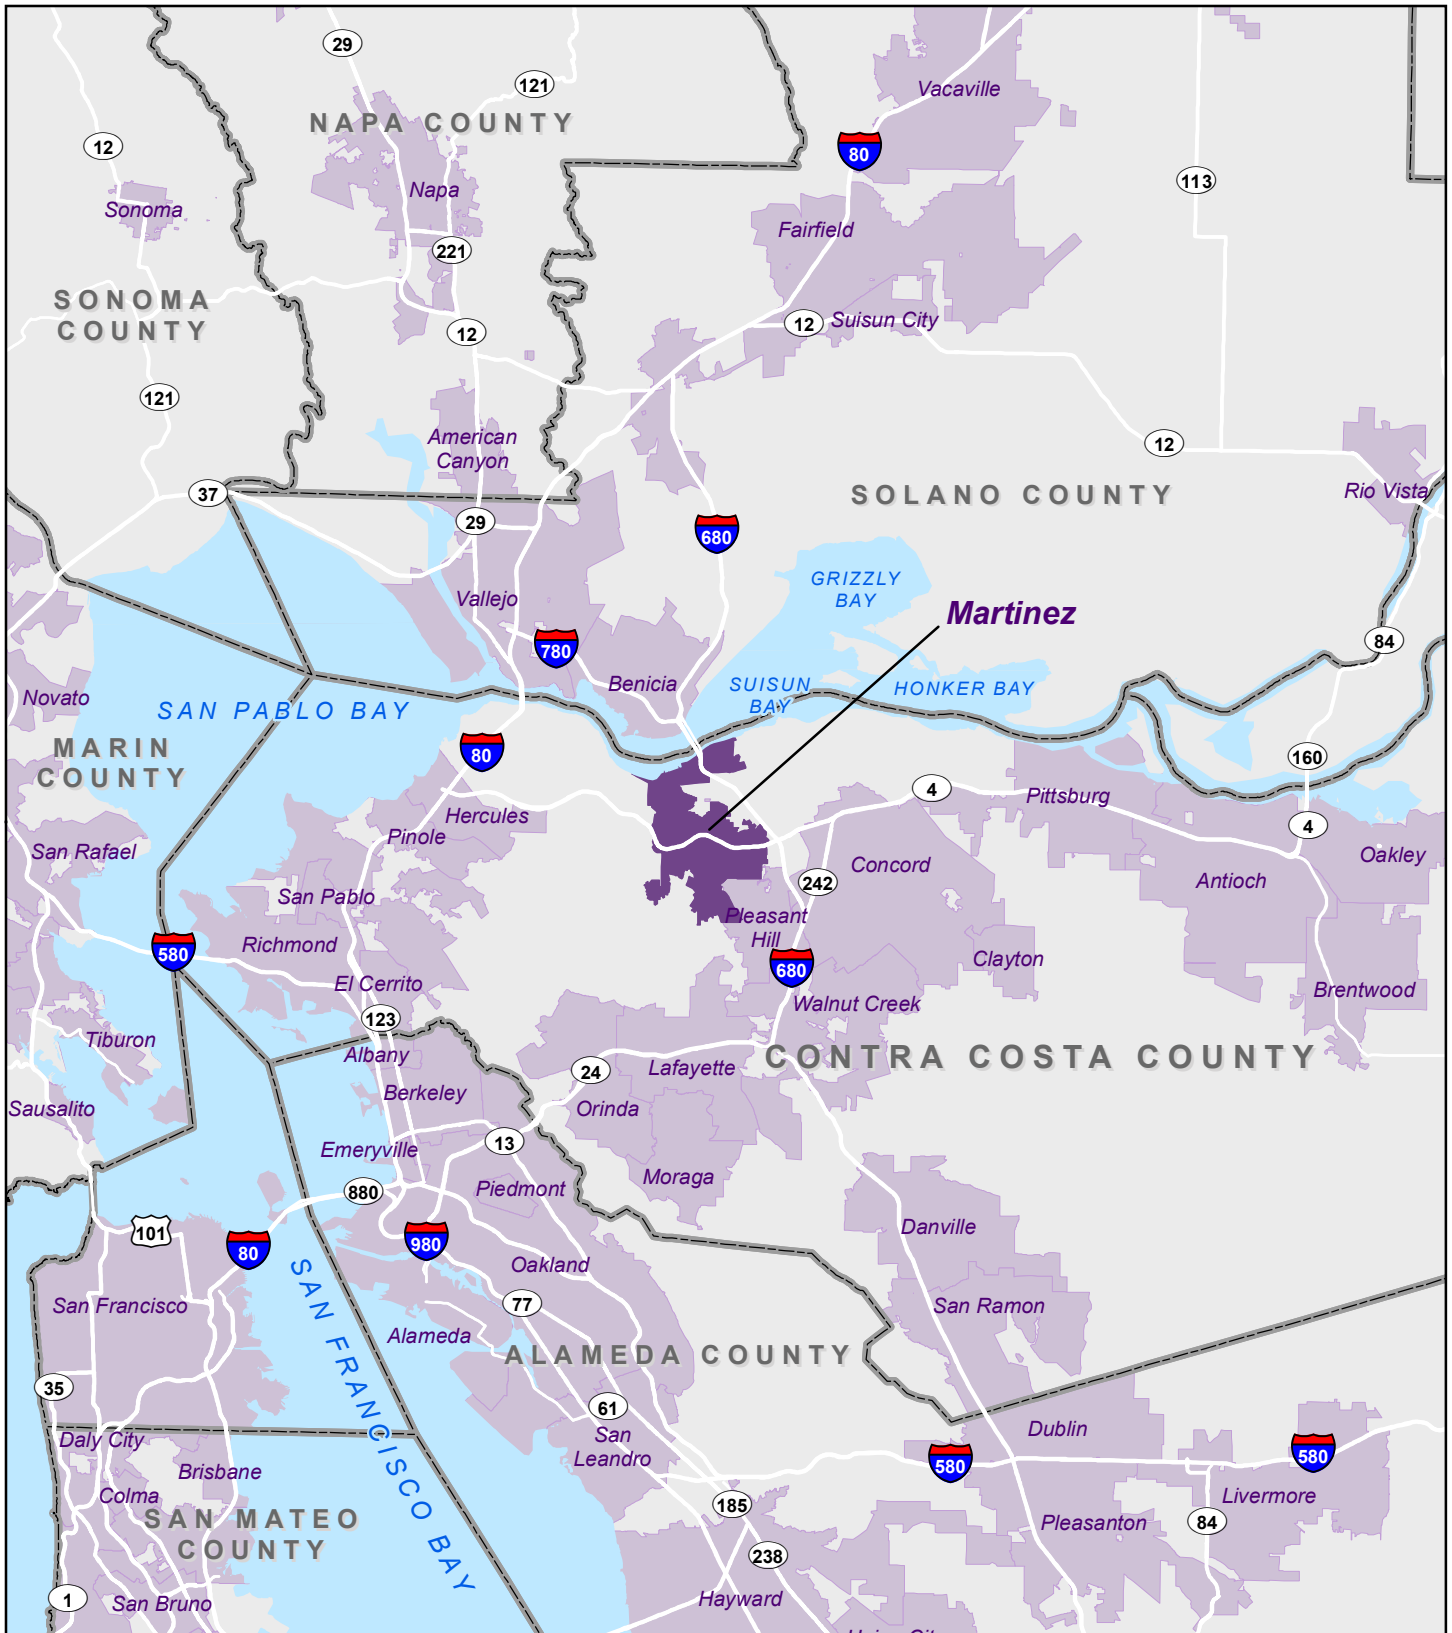 29
121
NAPA COUNTY
Vacaville
80
12
Napa
113
Sonoma
Fairfield
221
SONOMA
COUNTY
12
12
Suisun City
121
American
Canyon
12
37
29
SOLANO COUNTY
Rio Vista
680
GRIZZLY
BAY
Vallejo
Martinez
780
84
Novato
Benicia
SUISUN
BAY
HONKER BAY
SAN PABLO BAY
MARIN
COUNTY
80
160
4
Pittsburg
Hercules
Pinole
4
San Rafael
Concord
Oakley
242
Antioch
San Pablo
Pleasant
Hill
Richmond
580
680
Clayton
El Cerrito
Walnut Creek
Brentwood
123
Tiburon
Albany
CONTRA COSTA COUNTY
24
Lafayette
Berkeley
Sausalito
Orinda
Emeryville
13
Moraga
880
Piedmont
101
80
980
Danville
Oakland
San Francisco
77
San Ramon
SAN FRANCISCO BAY
Alameda
ALAMEDA COUNTY
35
61
San
Leandro
Dublin
Daly City
580
580
Brisbane
Colma
Livermore
SAN MATEO
COUNTY
185
84
Pleasanton
238
1
San Bruno
Hayward